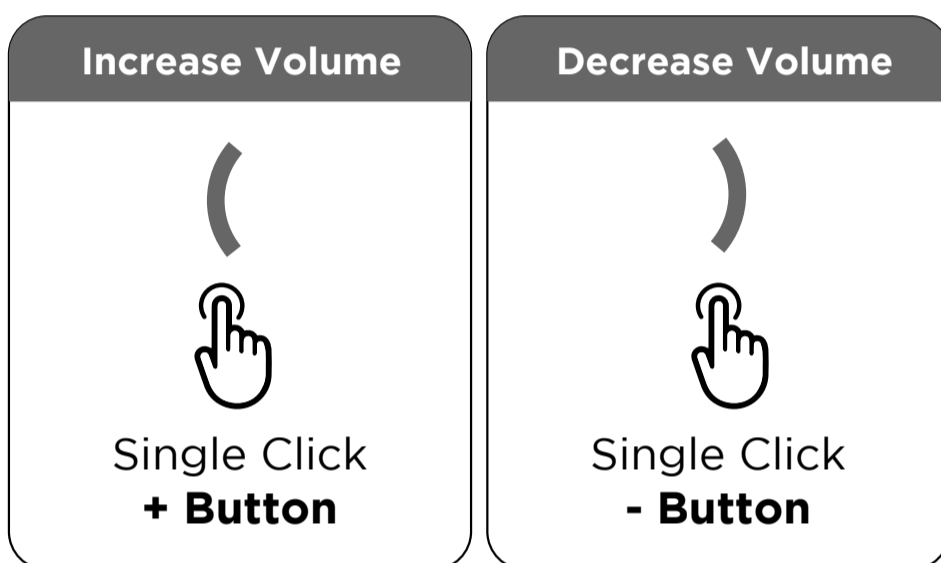 Increase Volume
Single Click
+ Button
Decrease Volume
Single Click
- Button